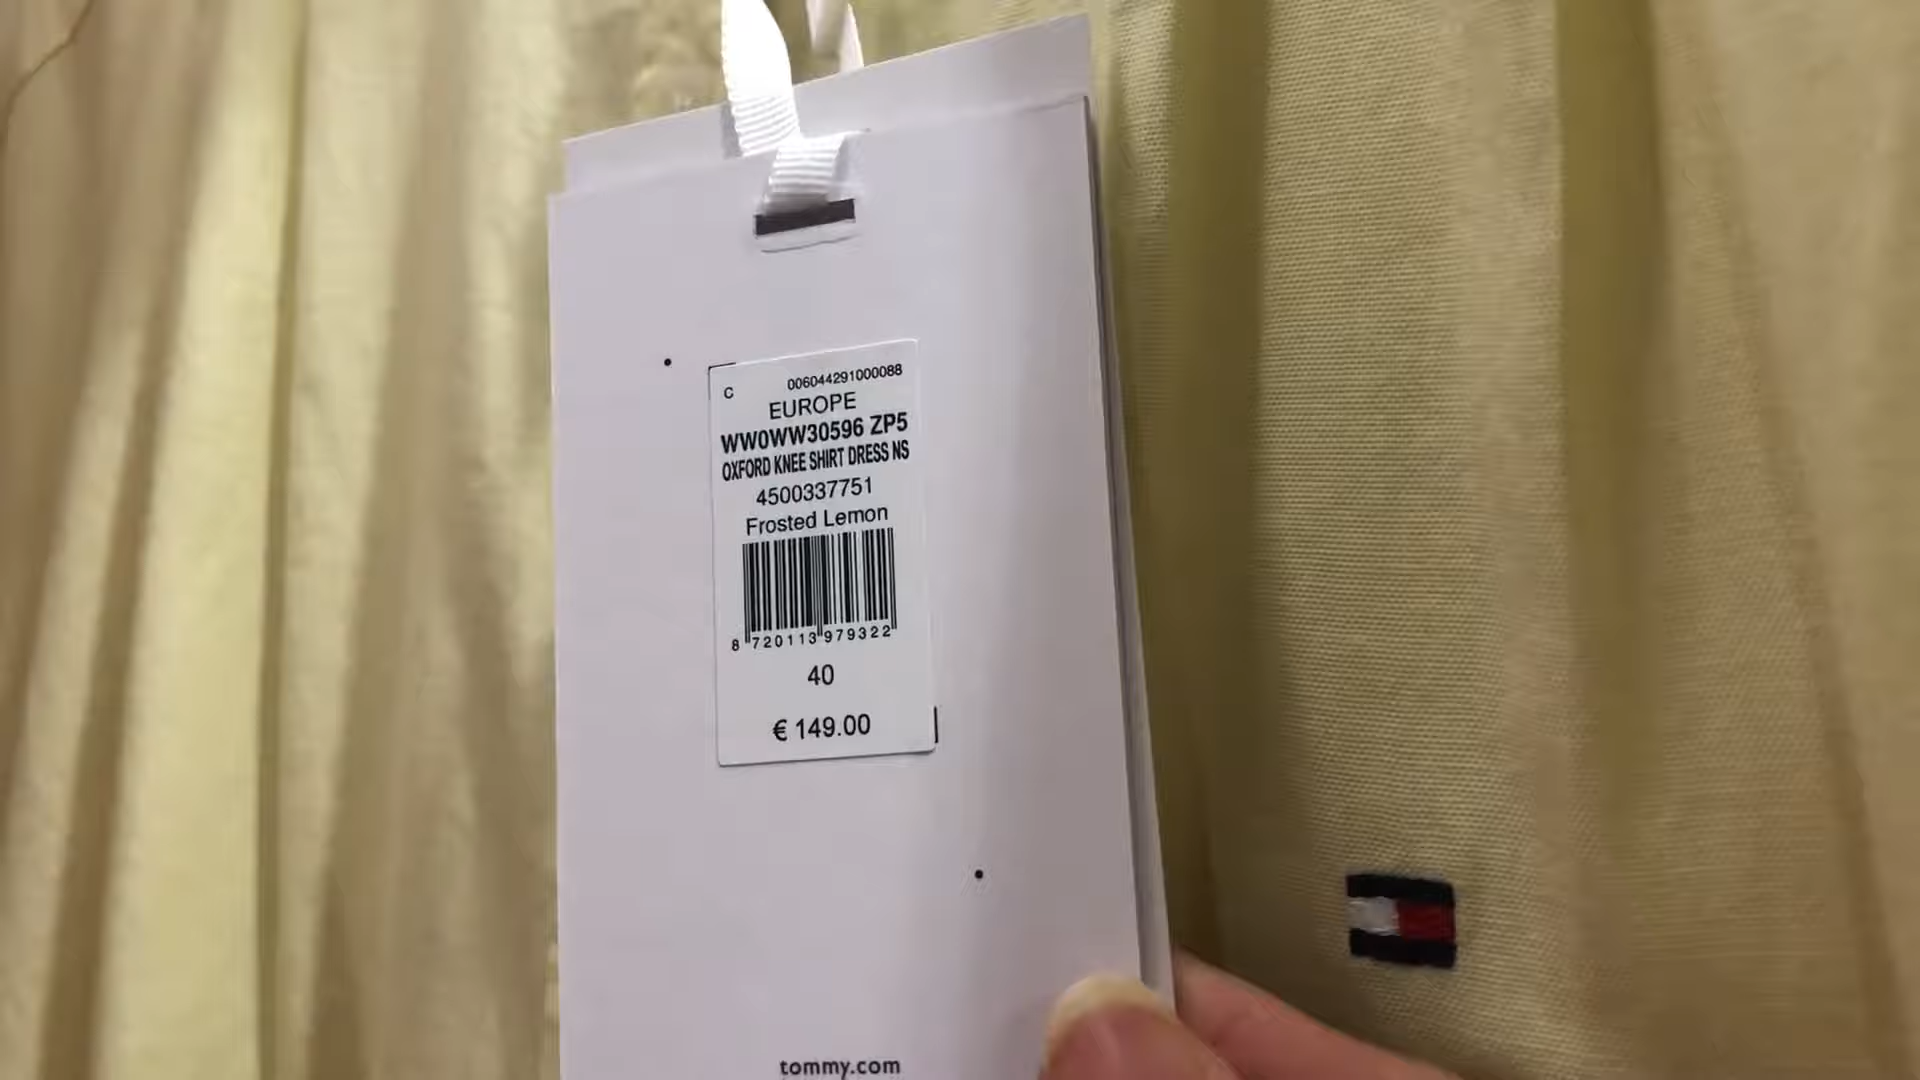 C 006044291000088
EUROPE
WW0WW30596 ZP5
OXFORD KNEE SHIRT DRESS NS
4500337751
Frosted Lemon
8 720113 979322
40
€ 149.00
tommy.com